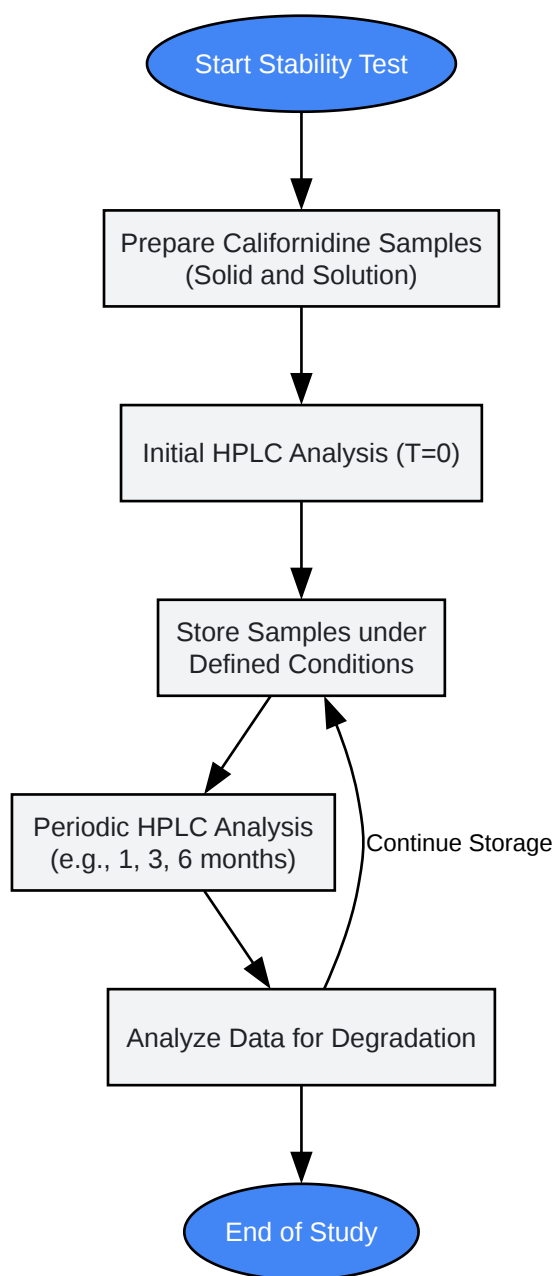 Start Stability Test
Prepare Californidine Samples
(Solid and Solution)
Initial HPLC Analysis (T=0)
Store Samples under
Defined Conditions
Periodic HPLC Analysis
(e.g., 1, 3, 6 months)
Continue Storage
Analyze Data for Degradation
End of Study